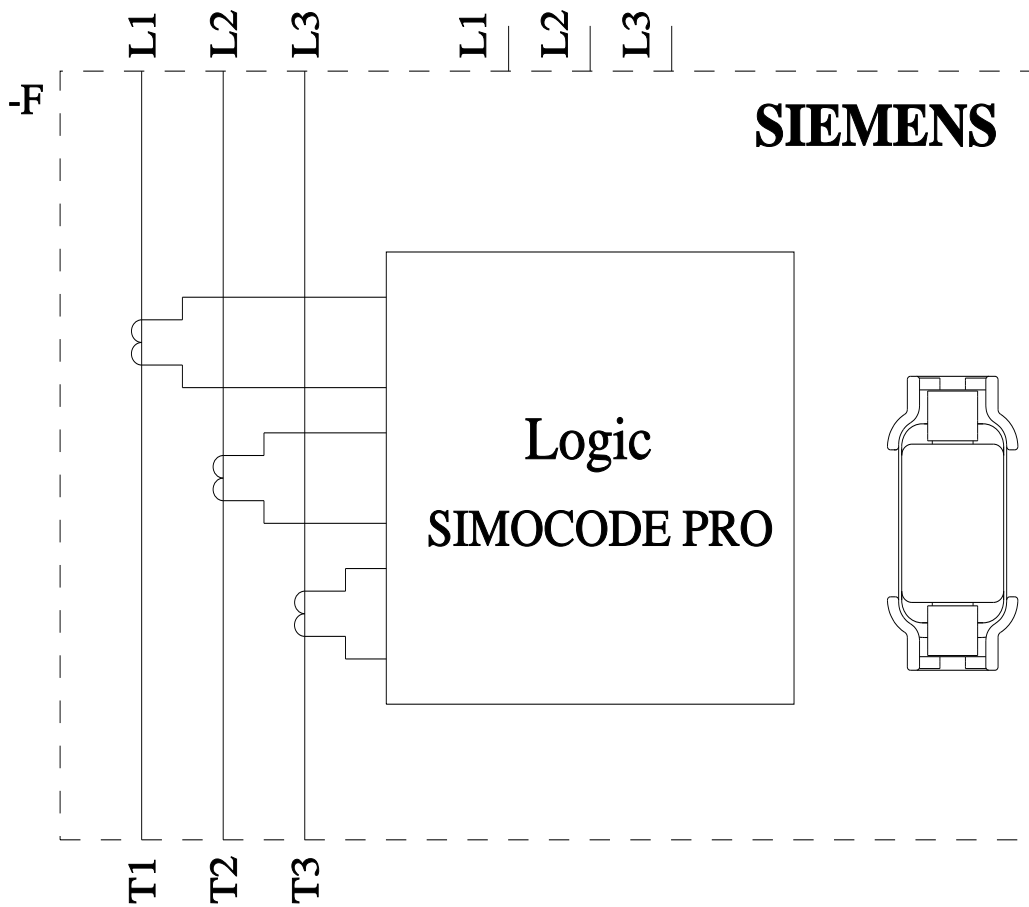 L1 L2 L3 L1 L2 L3
-F
SIEMENS
Logic
SIMOCODE PRO
T1 T2 T3